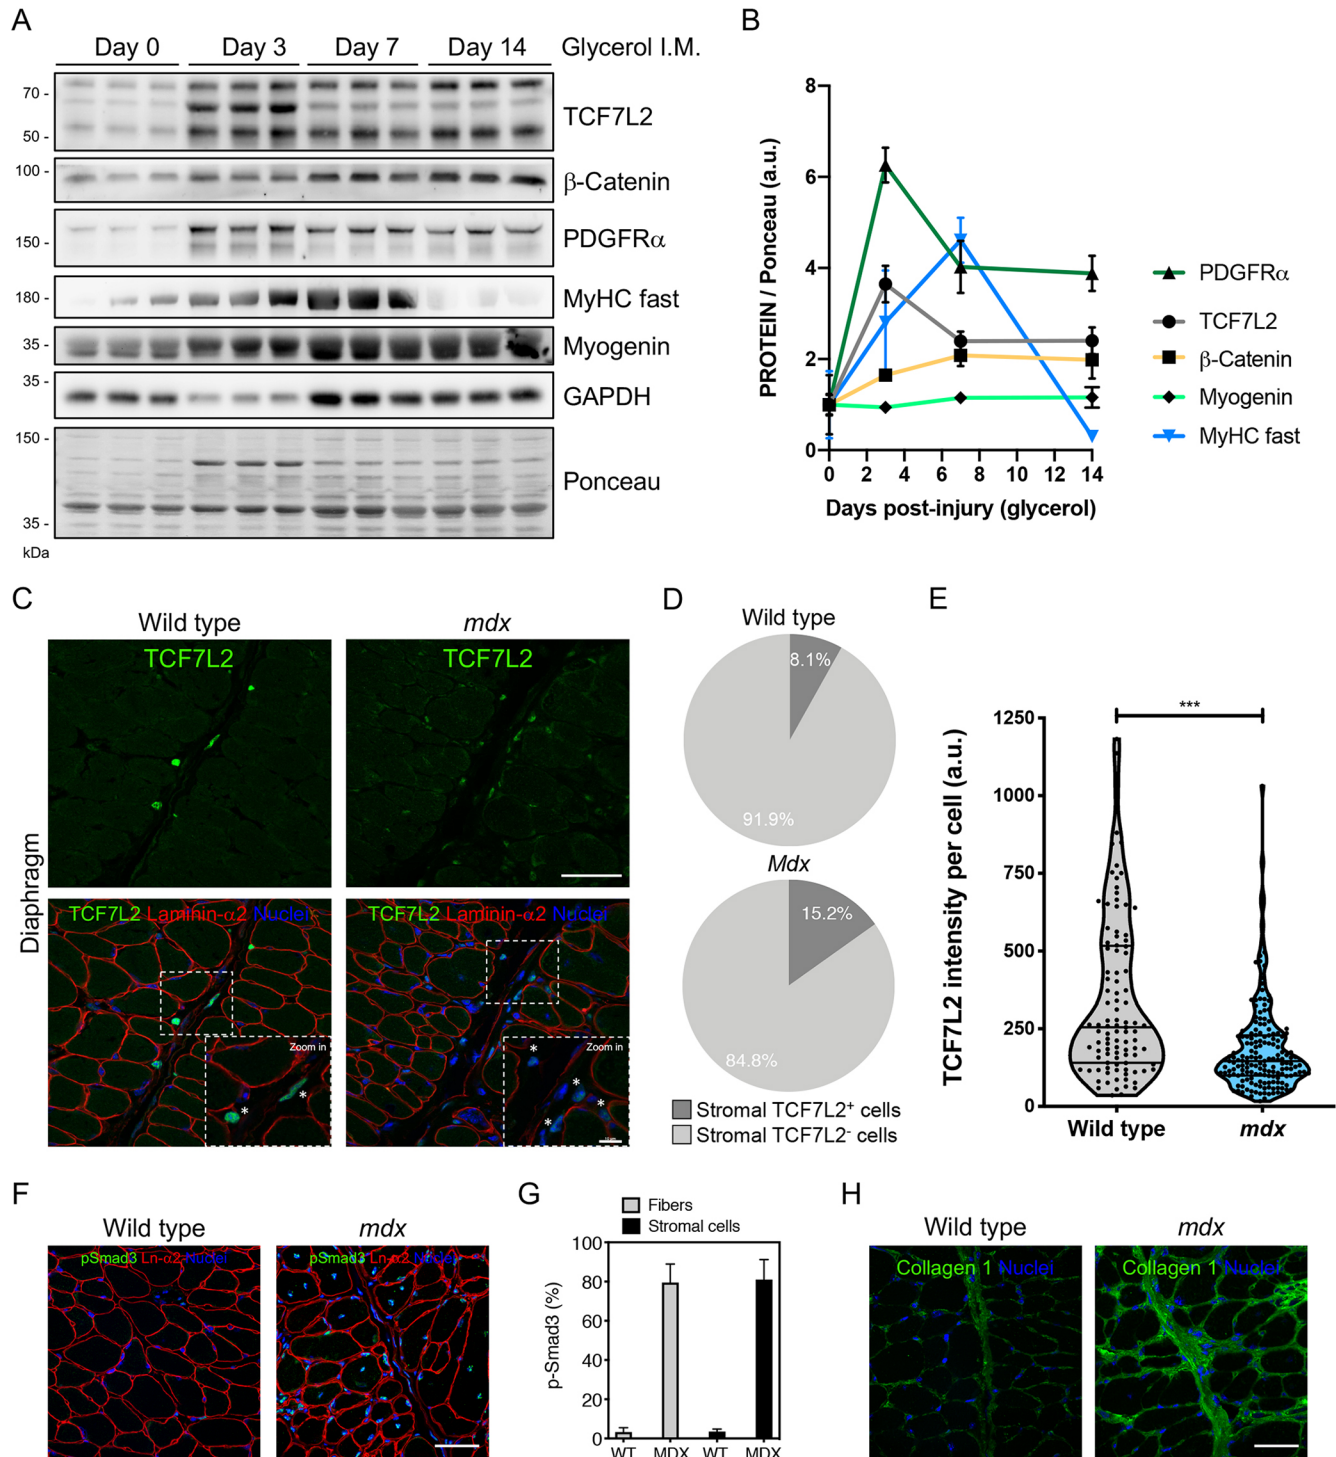 A
Day 0 Day 3 Day 7 Day 14 Glycerol I.M.
70 -
50 -
TCF7L2
100 -
β-Catenin
150 -
PDGFRα
180 -
MyHC fast
35 -
Myogenin
35 -
GAPDH
150 -
Ponceau
35 -
kDa
B
PROTEIN / Ponceau (a.u.)
8
6
4
2
0
0 2 4 6 8 10 12 14
Days post-injury (glycerol)
PDGFRα
TCF7L2
β-Catenin
Myogenin
MyHC fast
C
Wild type mdx
Diaphragm
TCF7L2 TCF7L2
TCF7L2 Laminin-α2 Nuclei TCF7L2 Laminin-α2 Nuclei
Zoom in Zoom in
* * * * * *
D
Wild type
8.1%
91.9%
Mdx
15.2%
84.8%
Stromal TCF7L2+ cells
Stromal TCF7L2- cells
E
TCF7L2 intensity per cell (a.u.)
***
1250
1000
750
500
250
0
Wild type mdx
F
Wild type mdx
pSmad3 Ln-α2 Nuclei pSmad3 Ln-α2 Nuclei
G
Fibers
Stromal cells
p-Smad3 (%)
100
80
60
40
20
0
WT MDX WT MDX
H
Wild type mdx
Collagen 1 Nuclei Collagen 1 Nuclei